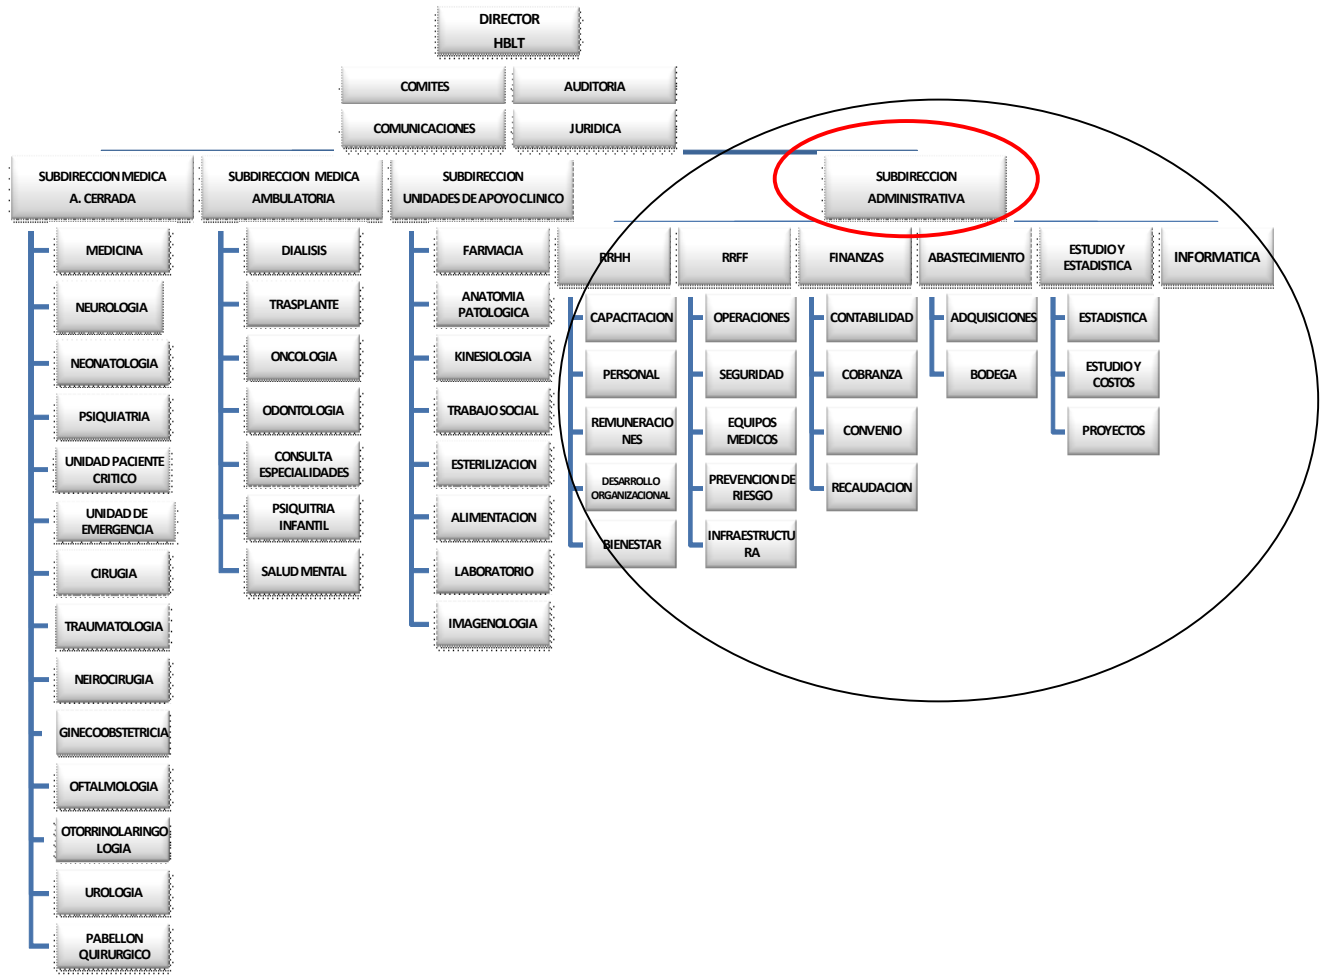 DIRECTOR
HBLT
COMITES
AUDITORIA
COMUNICACIONES
JURIDICA
SUBDIRECCION MEDICA
A. CERRADA
SUBDIRECCION MEDICA
AMBULATORIA
SUBDIRECCION
UNIDADES DE APOYO CLINICO
SUBDIRECCION
ADMINISTRATIVA
MEDICINA
NEUROLOGIA
NEONATOLOGIA
PSIQUIATRIA
UNIDAD PACIENTE
CRITICO
UNIDAD DE
EMERGENCIA
CIRUGIA
TRAUMATOLOGIA
NEIROCIRUGIA
GINECOOBSTETRICIA
OFTALMOLOGIA
OTORRINOLARINGO
LOGIA
UROLOGIA
PABELLON
QUIRURGICO
DIALISIS
TRASPLANTE
ONCOLOGIA
ODONTOLOGIA
CONSULTA
ESPECIALIDADES
PSIQUITRIA
INFANTIL
SALUD MENTAL
FARMACIA
ANATOMIA
PATOLOGICA
KINESIOLOGIA
TRABAJO SOCIAL
ESTERILIZACION
ALIMENTACION
LABORATORIO
IMAGENOLOGIA
RRHH
CAPACITACION
PERSONAL
REMUNERACIO
NES
DESARROLLO
ORGANIZACIONAL
BIENESTAR
RRFF
OPERACIONES
SEGURIDAD
EQUIPOS
MEDICOS
PREVENCION DE
RIESGO
INFRAESTRUCTU
RA
FINANZAS
CONTABILIDAD
COBRANZA
CONVENIO
RECAUDACION
ABASTECIMIENTO
ADQUISICIONES
BODEGA
ESTUDIO Y
ESTADISTICA
ESTADISTICA
ESTUDIO Y
COSTOS
PROYECTOS
INFORMATICA